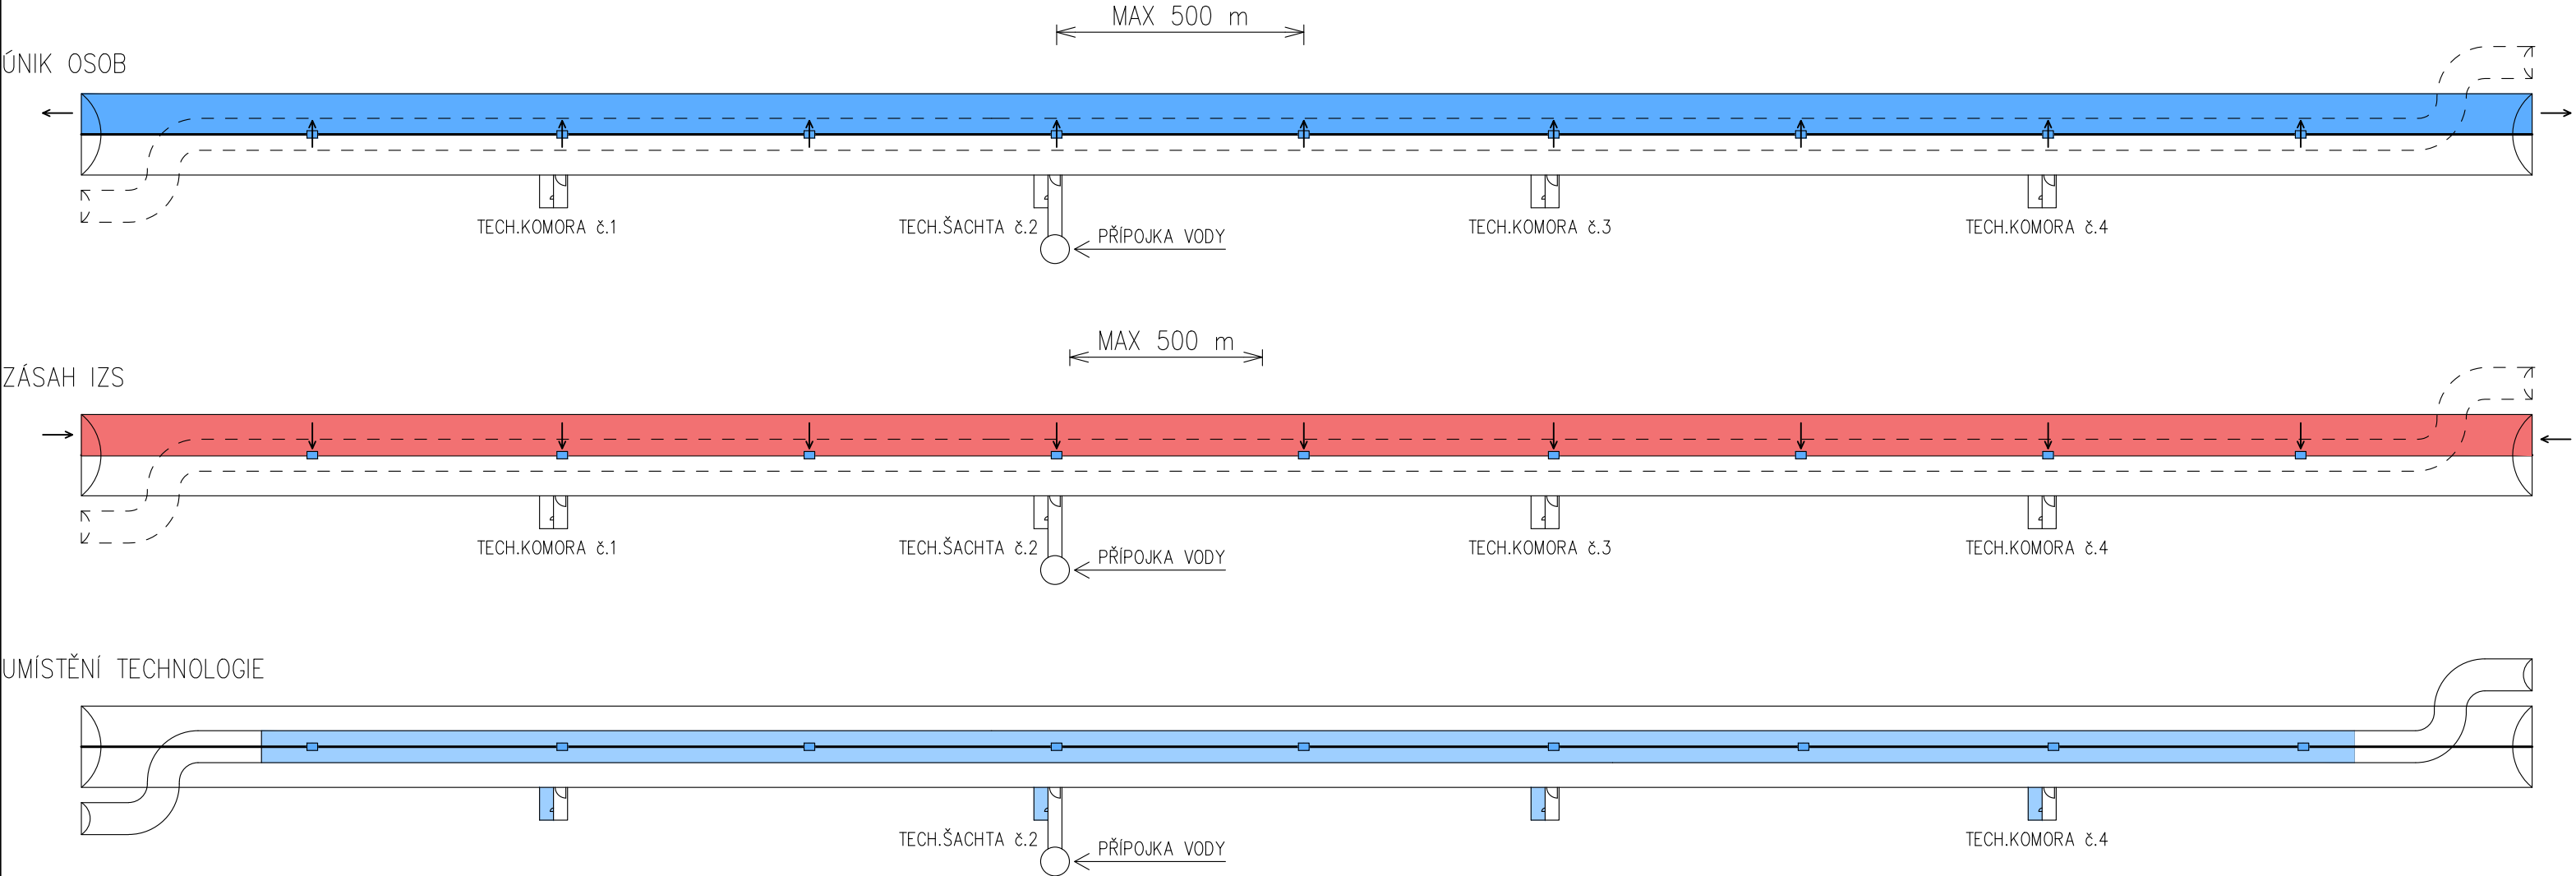 MAX 500 m
ÚNIK OSOB
TECH.KOMORA č.1
TECH.ŠACHTA č.2
TECH.KOMORA č.3
TECH.KOMORA č.4
PŘÍPOJKA VODY
MAX 500 m
ZÁSAH IZS
TECH.KOMORA č.1
TECH.ŠACHTA č.2
TECH.KOMORA č.3
TECH.KOMORA č.4
PŘÍPOJKA VODY
UMÍSTĚNÍ TECHNOLOGIE
TECH.ŠACHTA č.2
TECH.KOMORA č.4
PŘÍPOJKA VODY